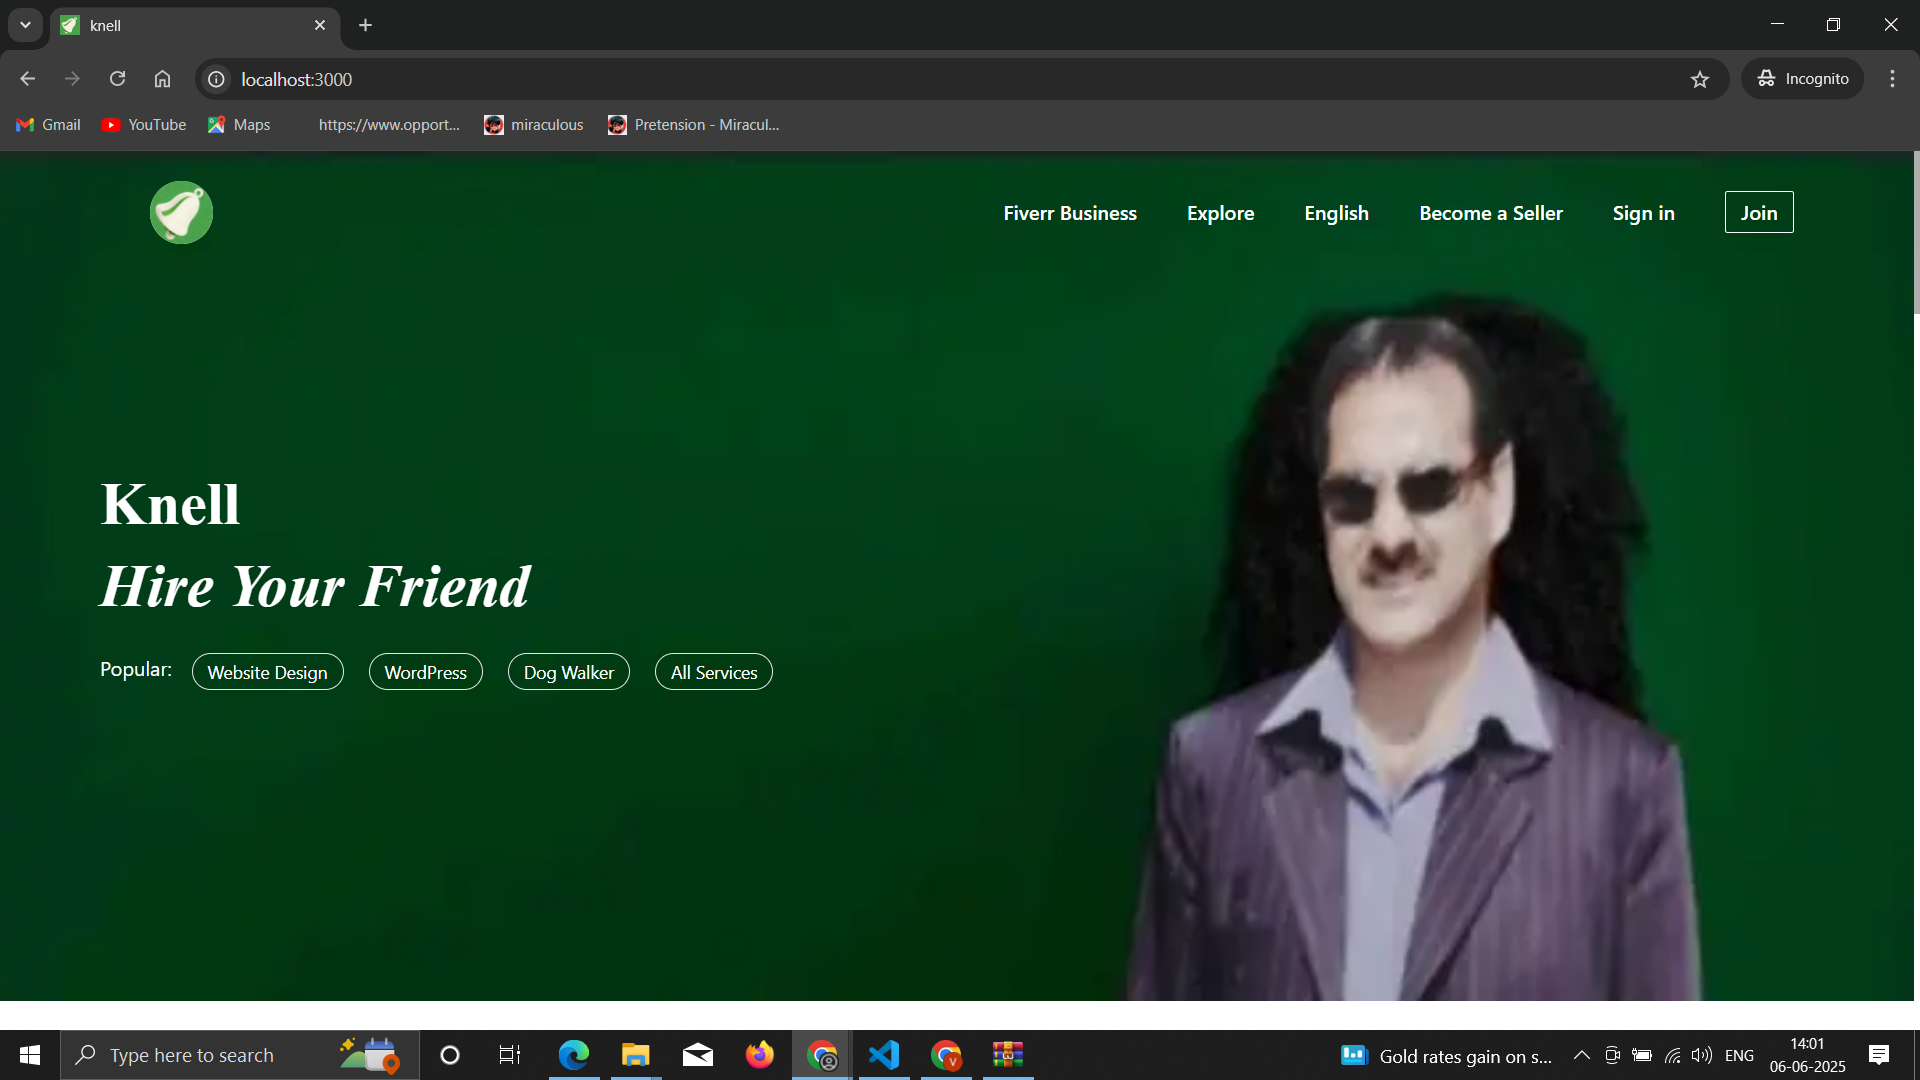 knell
localhost:3000
Incognito
Gmail
YouTube
Maps
https://www.opport...
miraculous
Pretension - Miracul...
Fiverr Business
Explore
English
Become a Seller
Sign in
Join
Knell
Hire Your Friend
Popular:
Website Design
WordPress
Dog Walker
All Services
Type here to search
Gold rates gain on s...
ENG
14:01
06-06-2025